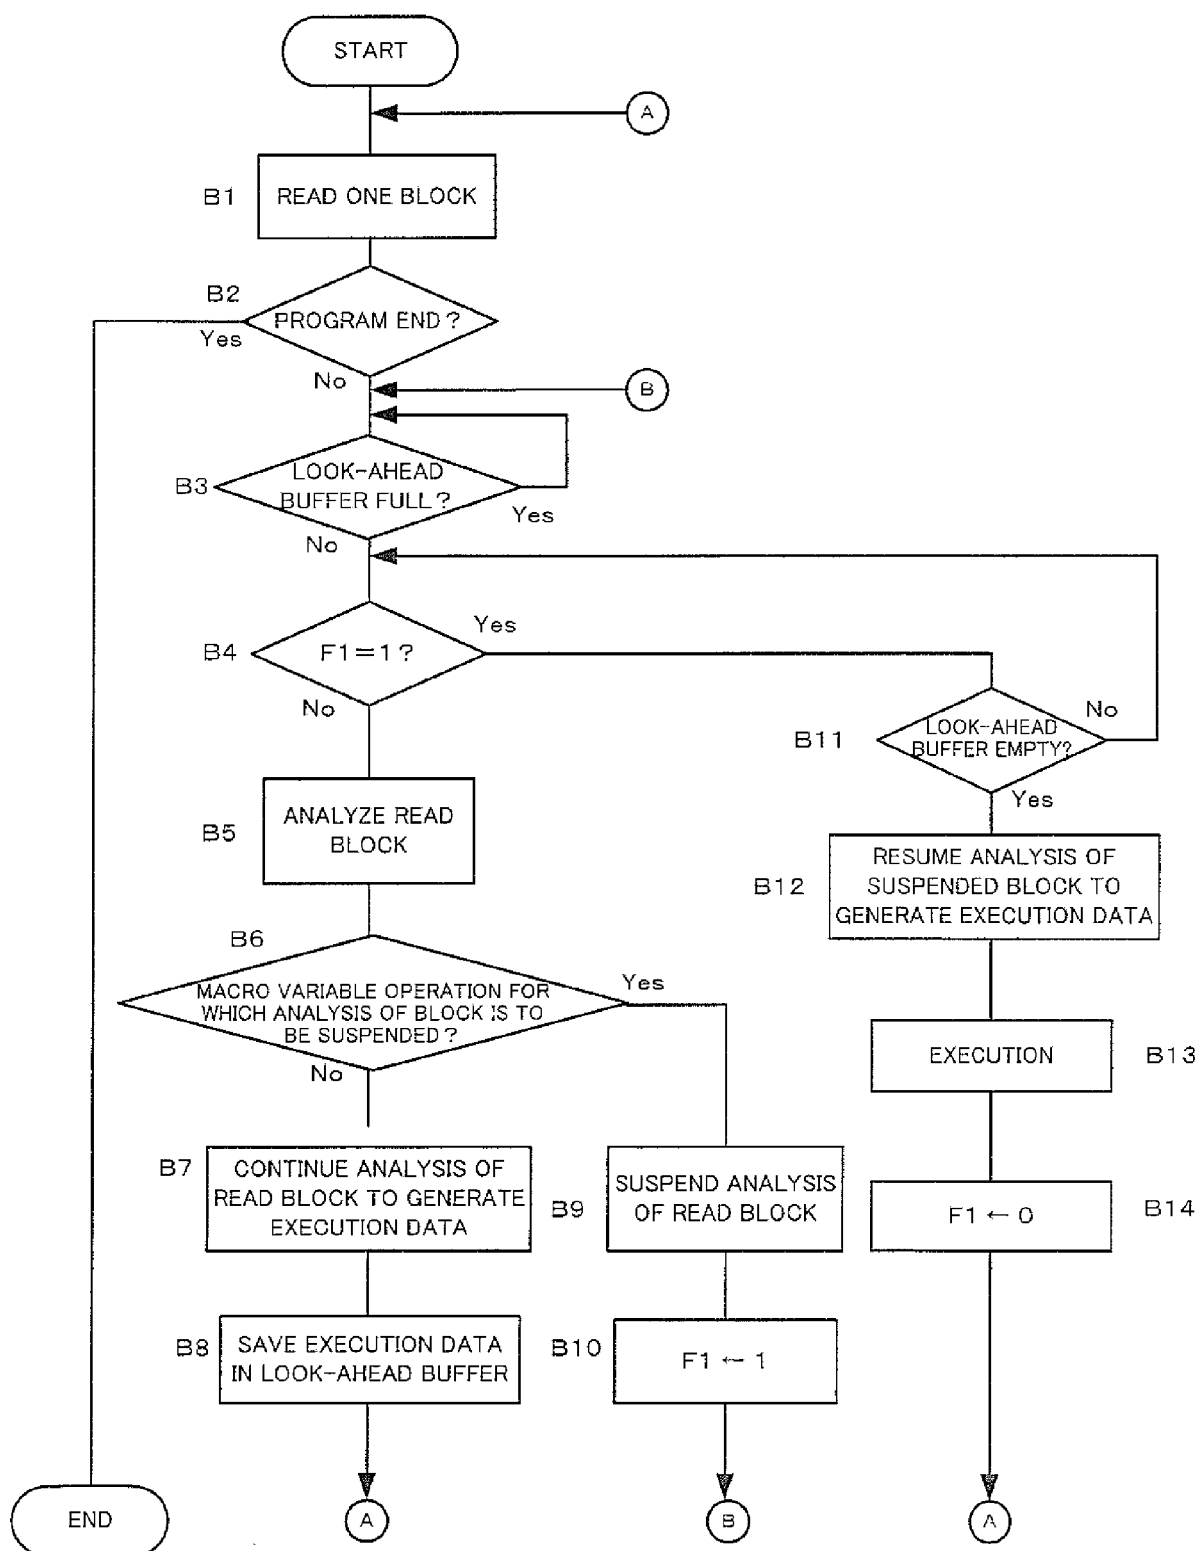 START
A
B1
READ ONE BLOCK
B2
PROGRAM END?
Yes
No
B
B3
LOOK-AHEAD
BUFFER FULL?
Yes
No
B4
F1=1?
Yes
No
B11
LOOK-AHEAD
BUFFER EMPTY?
No
Yes
B5
ANALYZE READ
BLOCK
B12
RESUME ANALYSIS OF
SUSPENDED BLOCK TO
GENERATE EXECUTION DATA
B6
MACRO VARIABLE OPERATION FOR
WHICH ANALYSIS OF BLOCK IS TO
BE SUSPENDED?
Yes
No
EXECUTION
B13
B7
CONTINUE ANALYSIS OF
READ BLOCK TO GENERATE
EXECUTION DATA
B9
SUSPEND ANALYSIS
OF READ BLOCK
F1 ← 0
B14
B8
SAVE EXECUTION DATA
IN LOOK-AHEAD BUFFER
B10
F1 ← 1
END
A
B
A